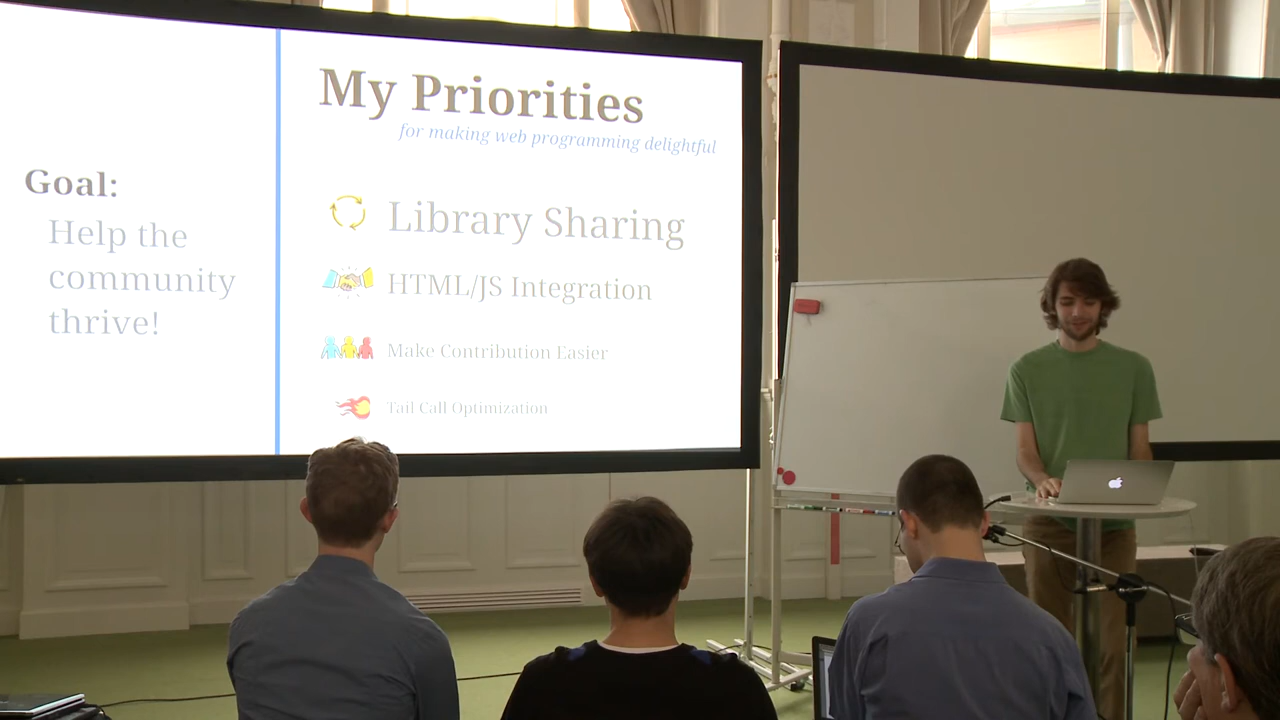 Goal:
Help the
community
thrive!
My Priorities
for making web programming delightful
Library Sharing
HTML/JS Integration
Make Contribution Easier
Tail Call Optimization